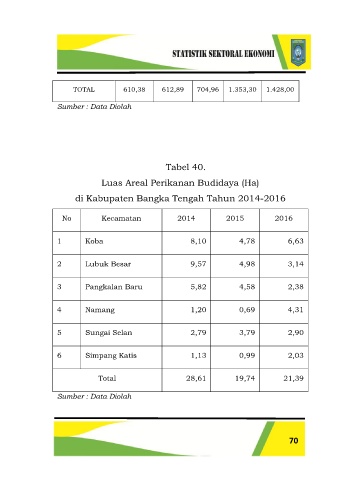 STATISTIK SEKTORAL EKONOMI
TOTAL 610,38 612,89 704,96 1.353,30 1.428,00
Sumber : Data Diolah
Tabel 40.
Luas Areal Perikanan Budidaya (Ha)
di Kabupaten Bangka Tengah Tahun 2014-2016
No Kecamatan 2014 2015 2016
1 Koba 8,10 4,78 6,63
2 Lubuk Besar 9,57 4,98 3,14
3 Pangkalan Baru 5,82 4,58 2,38
4 Namang 1,20 0,69 4,31
5 Sungai Selan 2,79 3,79 2,90
6 Simpang Katis 1,13 0,99 2,03
Total 28,61 19,74 21,39
Sumber : Data Diolah
70